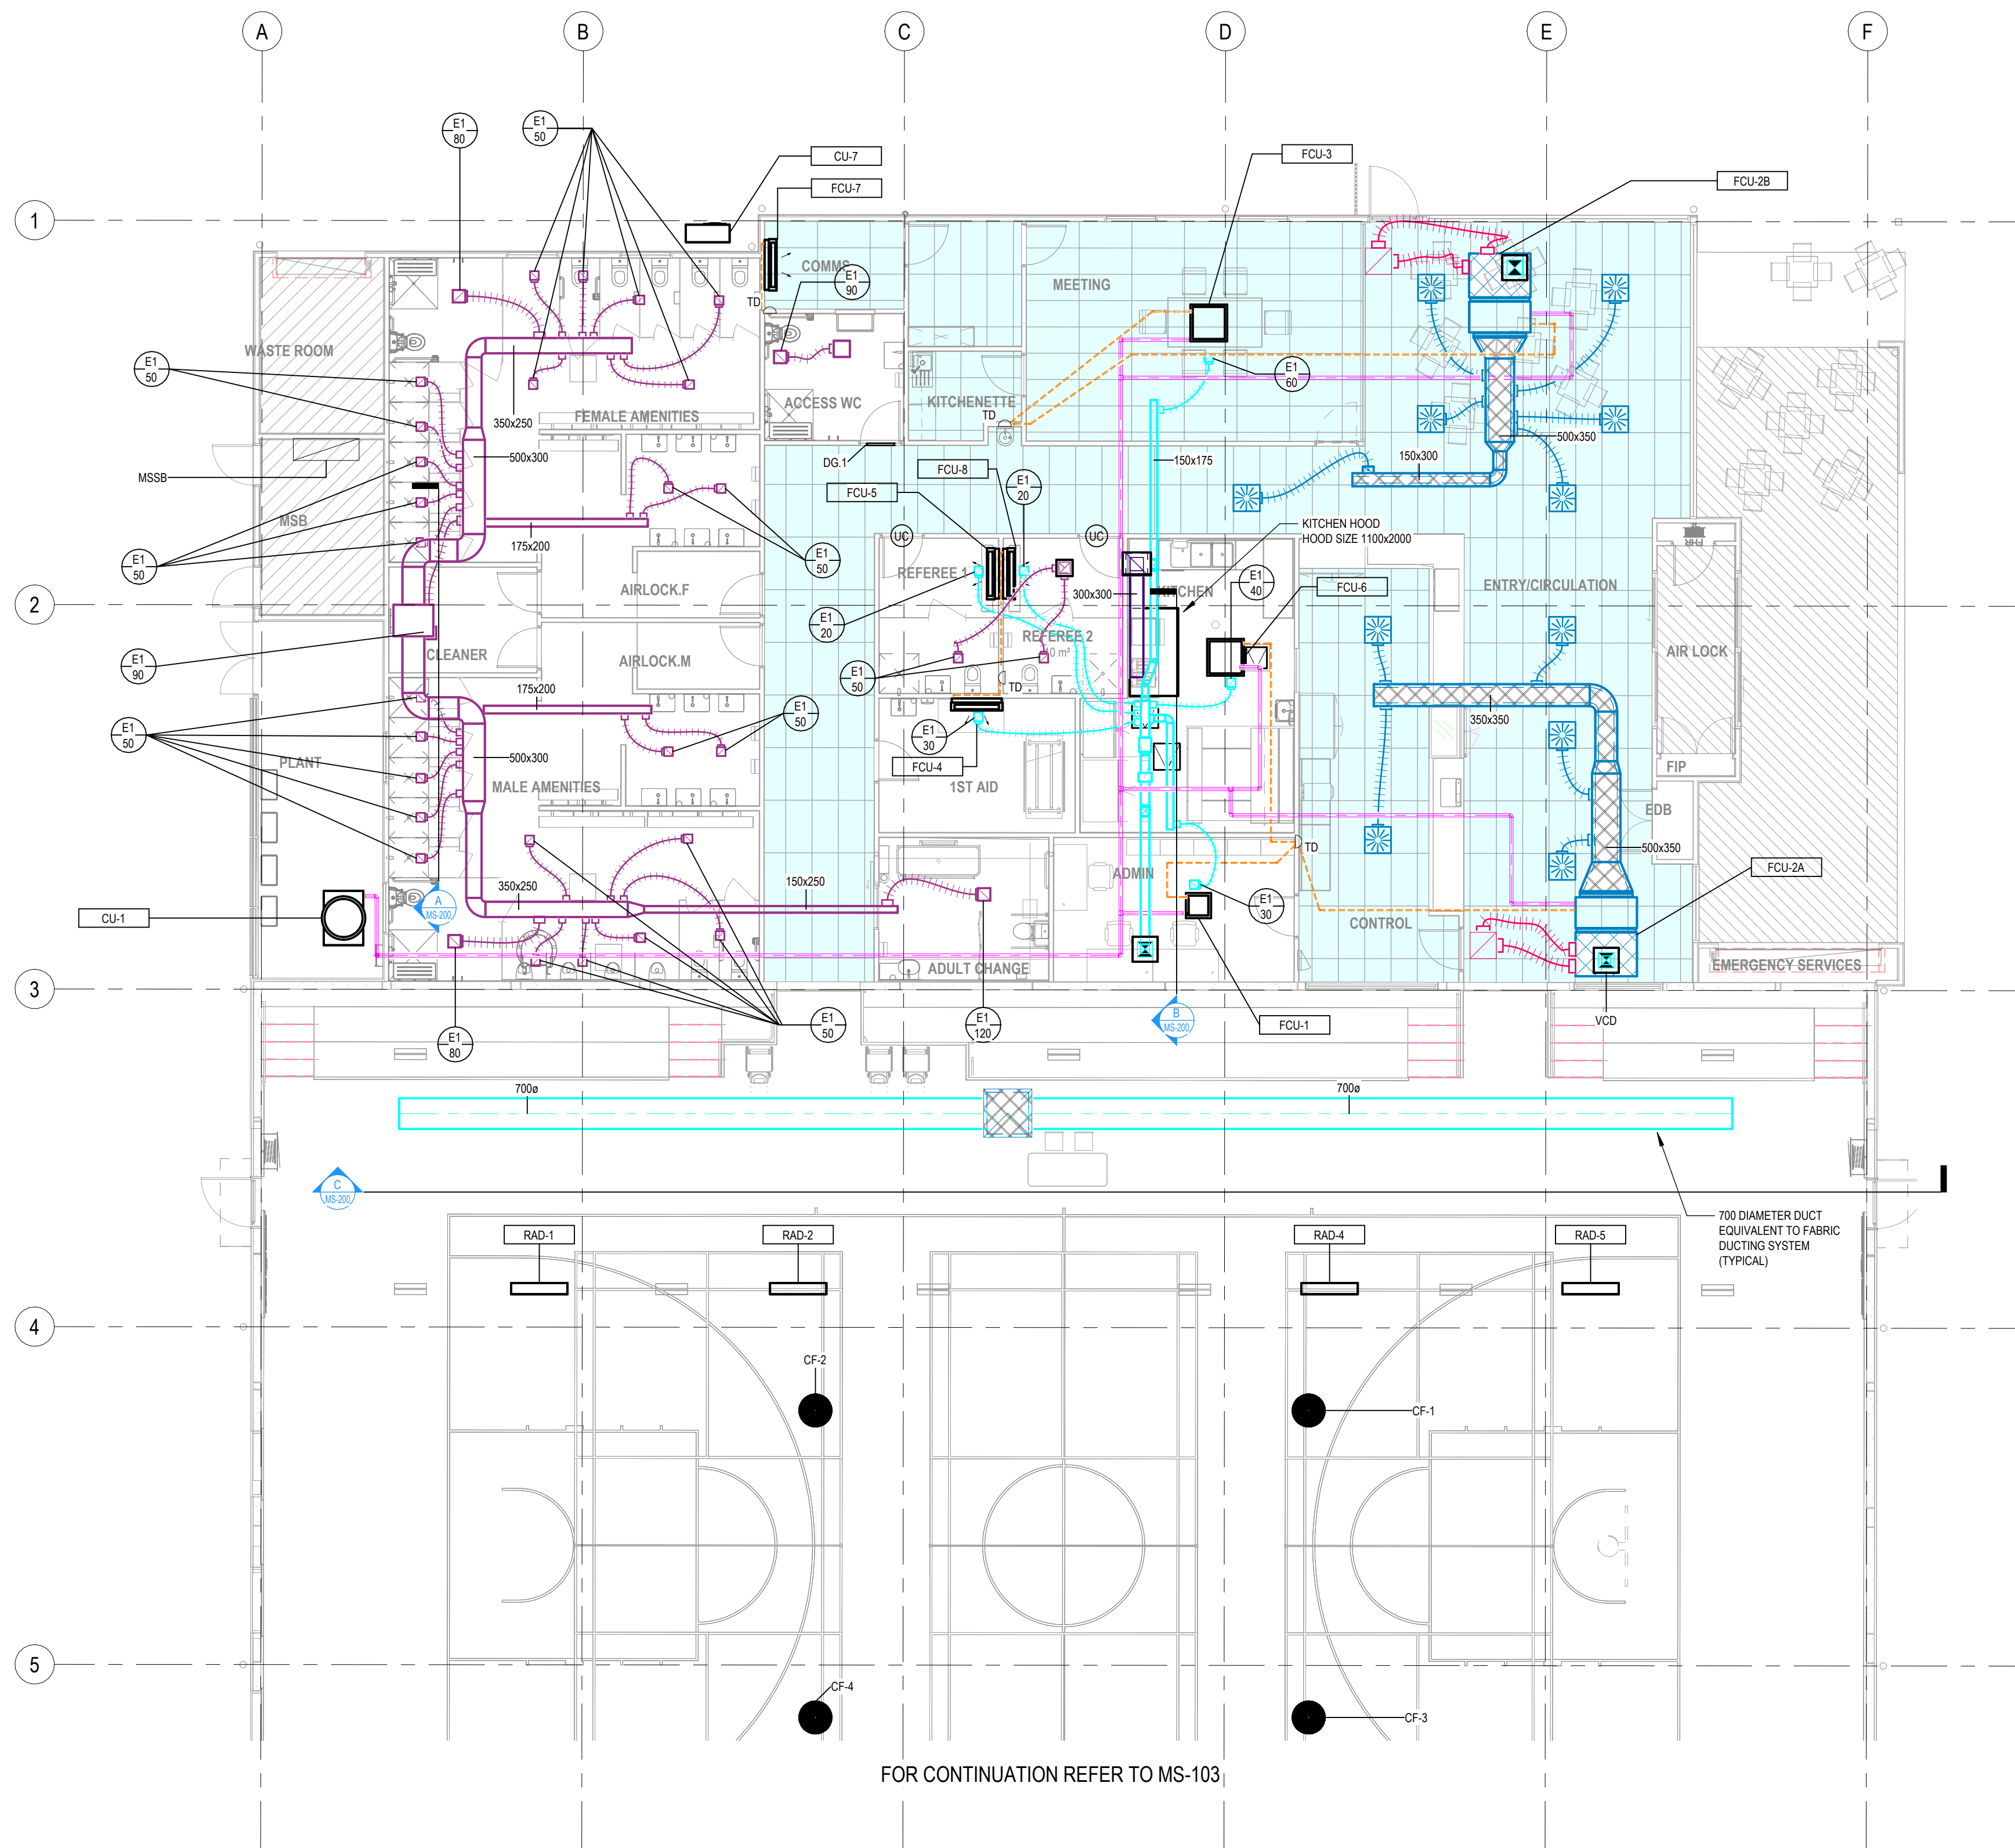 A
B
C
D
E
F
E1
80
E1
50
CU-7
FCU-7
FCU-3
FCU-2B
1
COMMS
E1
90
MEETING
TD
WASTE ROOM
E1
50
E1
60
ACCESS WC
KITCHENETTE
TD
350x250
FEMALE AMENITIES
500x300
DG.1
FCU-8
150x175
150x300
500x350
MSSB
FCU-5
E1
20
MSB
175x200
E1
50
UC
UC
KITCHEN HOOD
HOOD SIZE 1100x2000
FHR
E1
50
REFEREE 1
KITCHEN
E1
40
FCU-6
ENTRY/CIRCULATION
2
AIRLOCK.F
300x300
E1
20
REFEREE 2
E1
90
CLEANER
AIRLOCK.M
AIR LOCK
E1
50
TD
175x200
E1
50
350x350
E1
50
E1
30
500x300
PLANT
FCU-4
FIP
MALE AMENITIES
1ST AID
EDB
TD
500x350
ADMIN
FCU-2A
350x250
150x250
A
MS-200
CU-1
E1
30
CONTROL
ADULT CHANGE
EMERGENCY SERVICES
3
E1
50
E1
120
B
MS-200
FCU-1
VCD
E1
80
700ø
700ø
C
MS-200
700 DIAMETER DUCT
EQUIVALENT TO FABRIC
DUCTING SYSTEM
(TYPICAL)
RAD-1
RAD-2
RAD-4
RAD-5
4
CF-2
CF-1
5
CF-4
CF-3
FOR CONTINUATION REFER TO MS-103